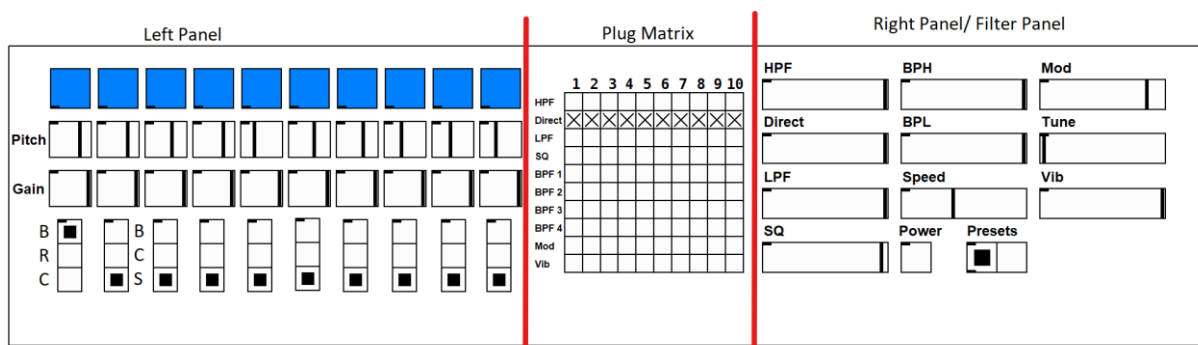 Left Panel
Plug Matrix
Right Panel/ Filter Panel
1 2 3 4 5 6 7 8 9 10
HPF
Direct
LPF
SQ
BPF 1
BPF 2
BPF 3
BPF 4
Mod
Vib
Pitch
Gain
B B
R C
C S
HPF BPH Mod
Direct BPL Tune
LPF Speed Vib
SQ Power Presets